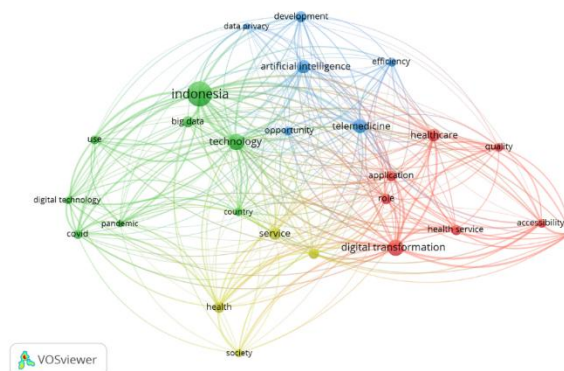 development
data privacy
artificial intelligence
efficiency
indonesia
big data
opportunity
telemedicine
technology
healthcare
use
quality
application
role
digital technology
country
pandemic
covid
service
health service
accessibility
digital transformation
health
society
VOSviewer